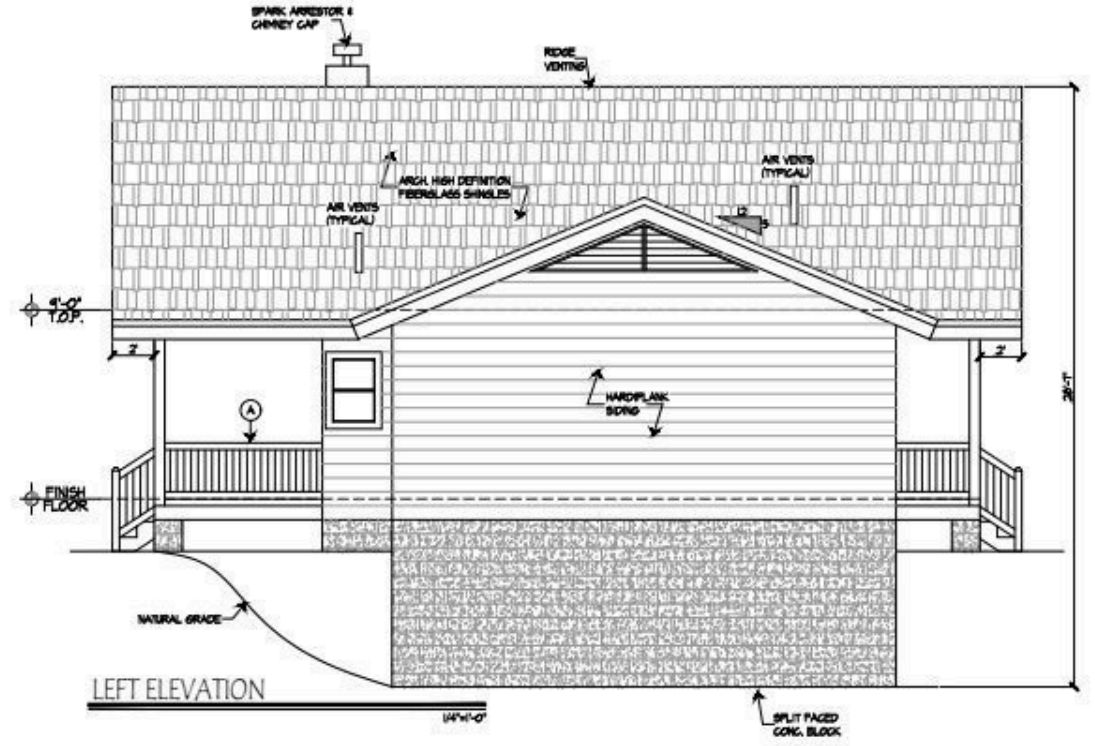 SPARK ARRESTOR &
CHIMNEY CAP
RIDGE
VENTING
AIR VENTS
(TYPICAL)
ARCH. HIGH DEFINITION
FIBERGLASS SHINGLES
AIR VENTS
(TYPICAL)
12
5
9'-0"
T.O.P.
2'
2'
HARDIPLANK
SIDING
A
FINISH
FLOOR
NATURAL GRADE
LEFT ELEVATION
1/4"=1'-0"
SPLIT FACED
CONC. BLOCK